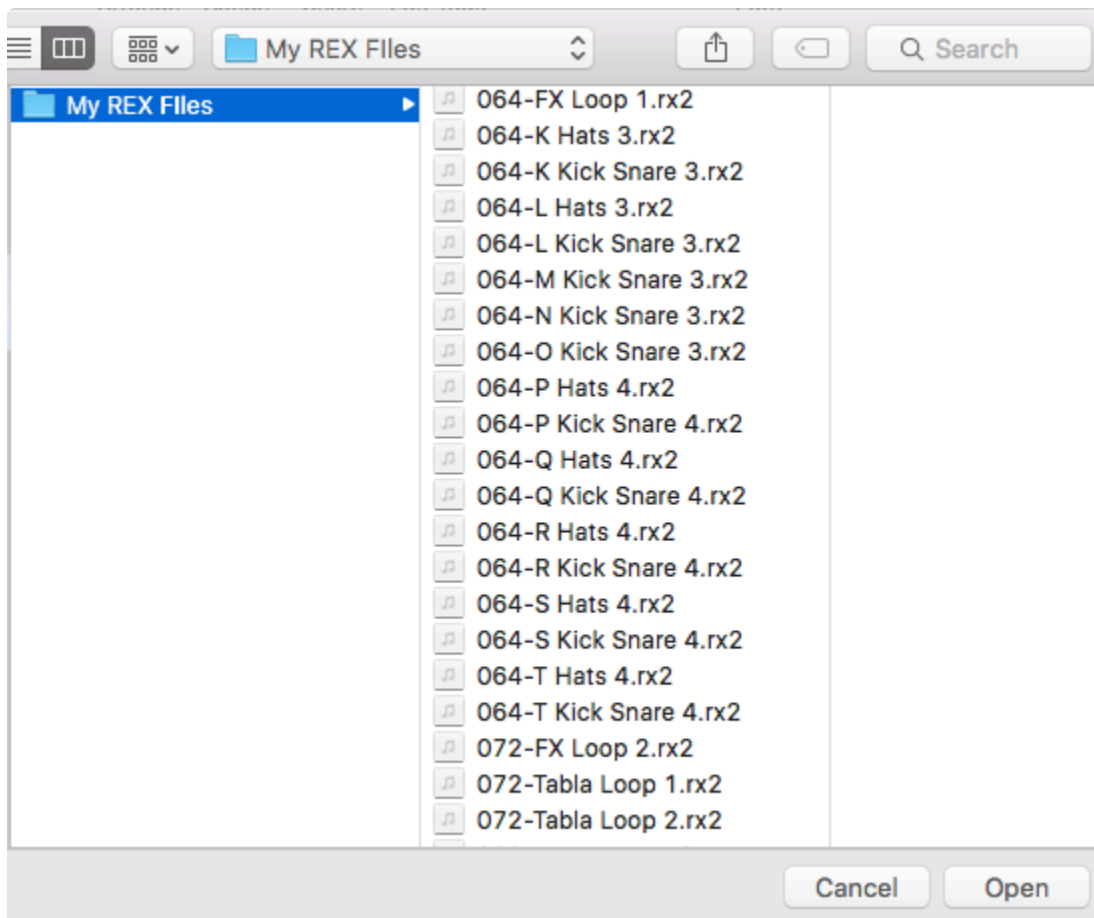 My REX FIles
Search
My REX FIles
064-FX Loop 1.rx2
064-K Hats 3.rx2
064-K Kick Snare 3.rx2
064-L Hats 3.rx2
064-L Kick Snare 3.rx2
064-M Kick Snare 3.rx2
064-N Kick Snare 3.rx2
064-O Kick Snare 3.rx2
064-P Hats 4.rx2
064-P Kick Snare 4.rx2
064-Q Hats 4.rx2
064-Q Kick Snare 4.rx2
064-R Hats 4.rx2
064-R Kick Snare 4.rx2
064-S Hats 4.rx2
064-S Kick Snare 4.rx2
064-T Hats 4.rx2
064-T Kick Snare 4.rx2
072-FX Loop 2.rx2
072-Tabla Loop 1.rx2
072-Tabla Loop 2.rx2
Cancel
Open